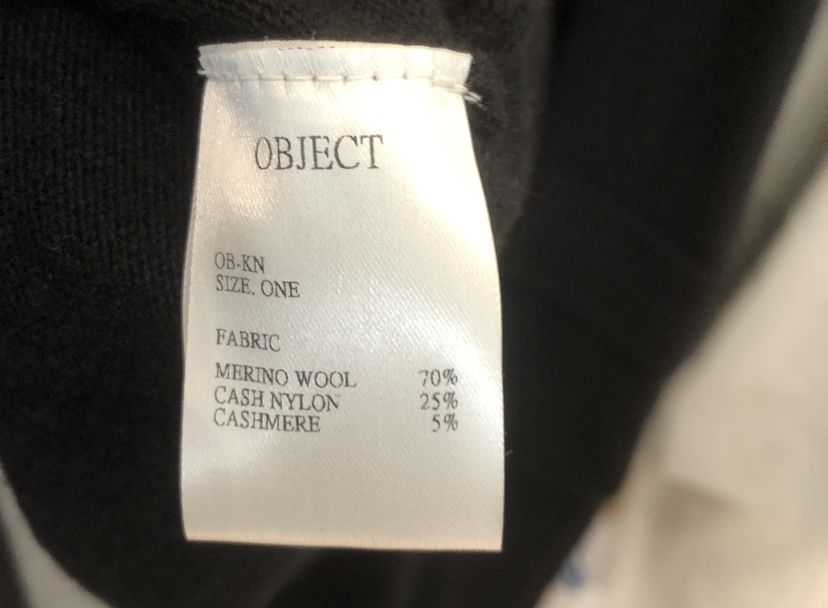 OBJECT
OB-KN
SIZE. ONE
FABRIC
MERINO WOOL 70%
CASH NYLON 25%
CASHMERE 5%